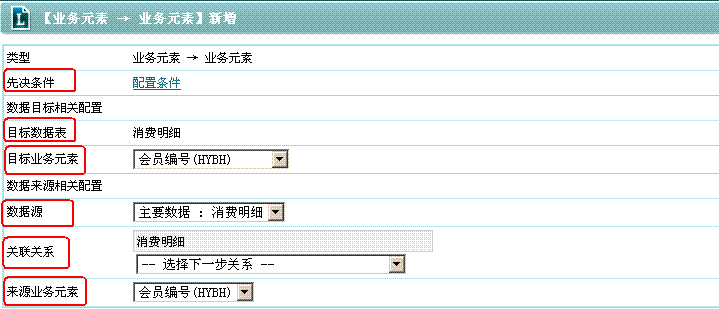 L 【业务元素 → 业务元素】新增
类型 业务元素 → 业务元素
先决条件 配置条件
数据目标相关配置
目标数据表 消费明细
目标业务元素 会员编号(HYBH)
数据来源相关配置
数据源 主要数据 : 消费明细
关联关系 消费明细
-- 选择下一步关系 --
来源业务元素 会员编号(HYBH)